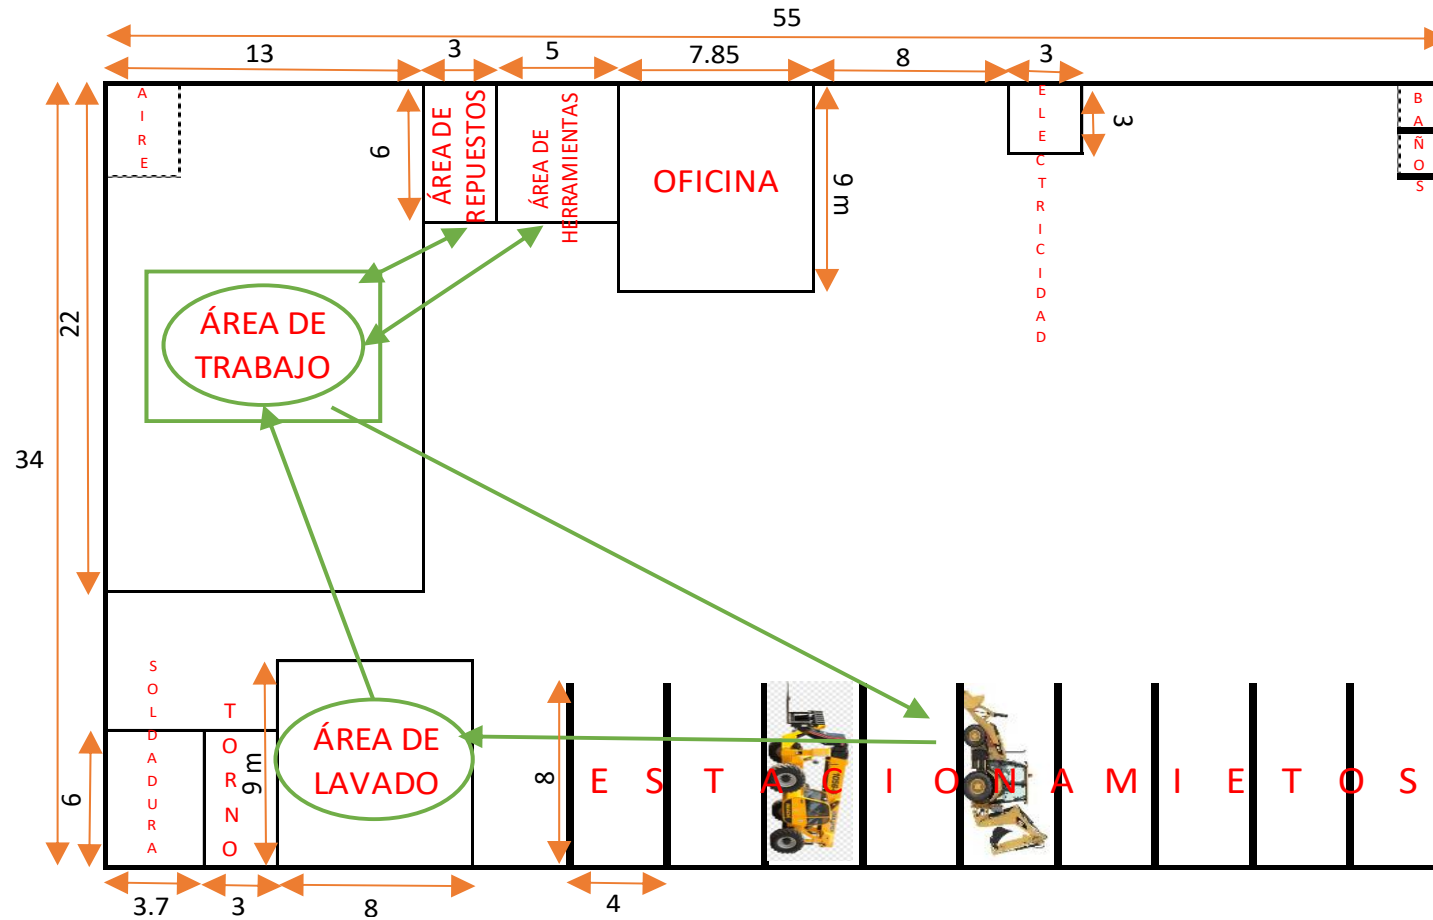 55
13
3
5
7.85
8
3
AIRE
6
ÁREA DE
REPUESTOS
ÁREA DE
HERRAMIENTAS
OFICINA
9 m
ELECTRICIDAD
3
BAÑOS
22
34
ÁREA DE
TRABAJO
SOLDADURA
TORNO
6
9 m
ÁREA DE
LAVADO
8
ESTACIONAMIETOS
3.7
3
8
4